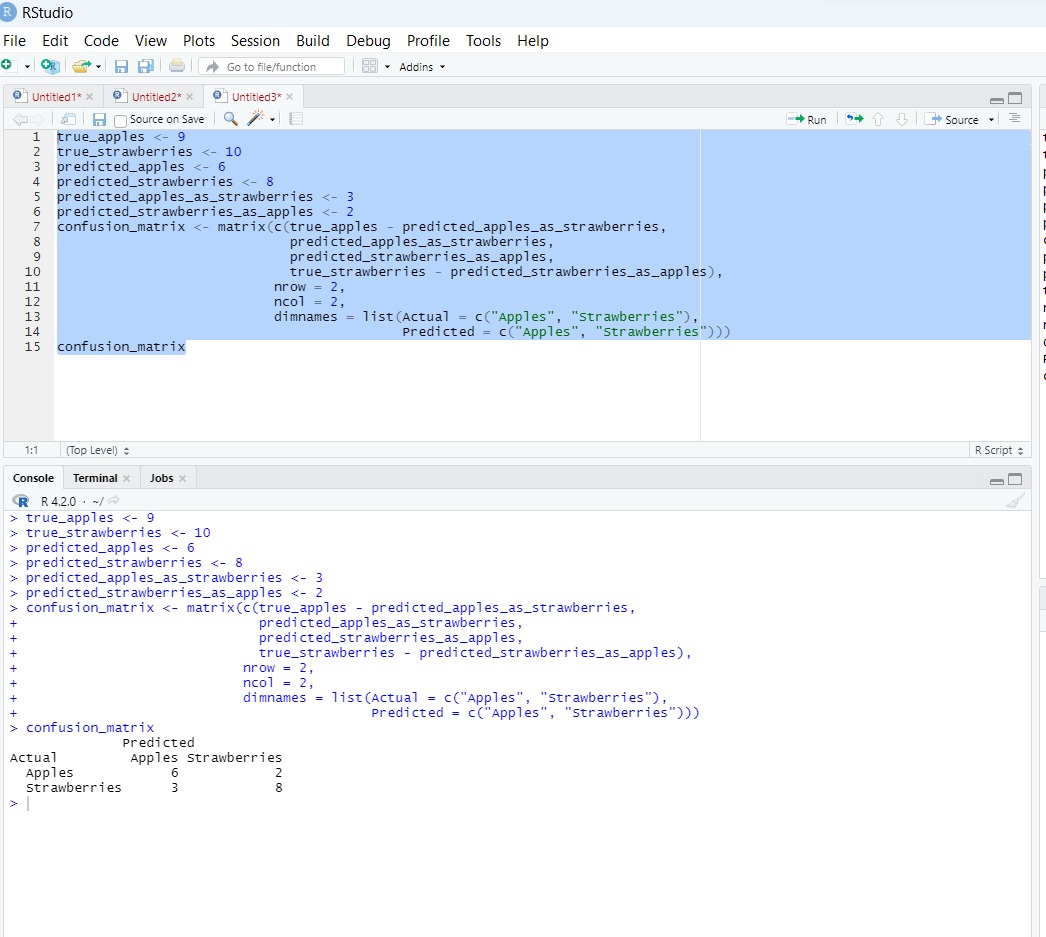 RStudio
File Edit Code View Plots Session Build Debug Profile Tools Help
Go to file/function Addins
Untitled1* Untitled2* Untitled3*
Source on Save Run Source
1 true_apples <- 9
2 true_strawberries <- 10
3 predicted_apples <- 6
4 predicted_strawberries <- 8
5 predicted_apples_as_strawberries <- 3
6 predicted_strawberries_as_apples <- 2
7 confusion_matrix <- matrix(c(true_apples - predicted_apples_as_strawberries,
8 predicted_apples_as_strawberries,
9 predicted_strawberries_as_apples,
10 true_strawberries - predicted_strawberries_as_apples),
11 nrow = 2,
12 ncol = 2,
13 dimnames = list(Actual = c("Apples", "Strawberries"),
14 Predicted = c("Apples", "Strawberries")))
15 confusion_matrix
1:1 (Top Level) R Script
Console Terminal Jobs
R R 4.2.0 · ~/
> true_apples <- 9
> true_strawberries <- 10
> predicted_apples <- 6
> predicted_strawberries <- 8
> predicted_apples_as_strawberries <- 3
> predicted_strawberries_as_apples <- 2
> confusion_matrix <- matrix(c(true_apples - predicted_apples_as_strawberries,
+ predicted_apples_as_strawberries,
+ predicted_strawberries_as_apples,
+ true_strawberries - predicted_strawberries_as_apples),
+ nrow = 2,
+ ncol = 2,
+ dimnames = list(Actual = c("Apples", "Strawberries"),
+ Predicted = c("Apples", "Strawberries")))
> confusion_matrix
Predicted
Actual Apples Strawberries
Apples 6 2
Strawberries 3 8
>